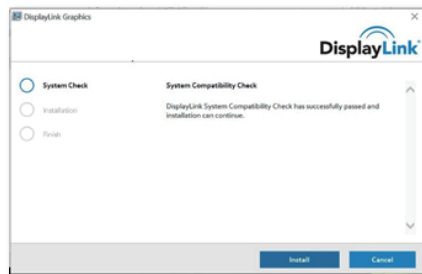 DisplayLink Graphics
DisplayLink
System Check
Installation
Finish
System Compatibility Check
DisplayLink System Compatibility Check has successfully passed and
installation can continue.
Install
Cancel